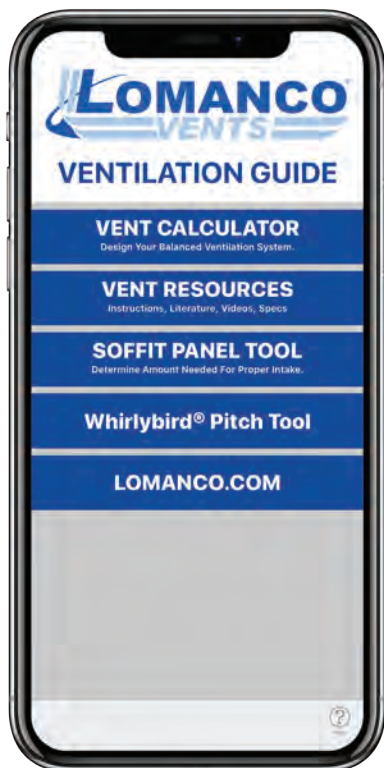 LOMANCO
VENTS
VENTILATION GUIDE
VENT CALCULATOR
Design Your Balanced Ventilation System.
VENT RESOURCES
Instructions, Literature, Videos, Specs
SOFFIT PANEL TOOL
Determine Amount Needed For Proper Intake.
Whirlybird® Pitch Tool
LOMANCO.COM
?